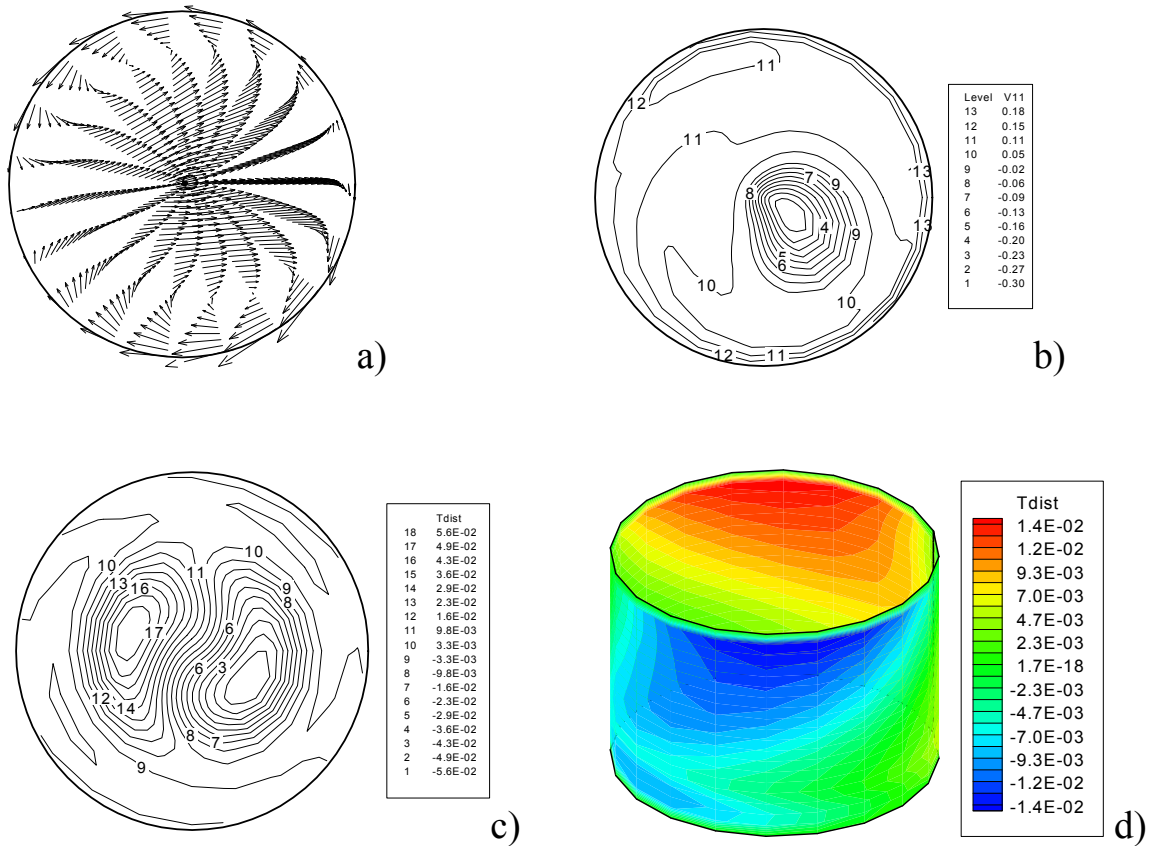 a)
11
12
11
13
7
9
8
4
9
13
5
6
10
10
12
11
Level V11
13 0.18
12 0.15
11 0.11
10 0.05
9 -0.02
8 -0.06
7 -0.09
6 -0.13
5 -0.16
4 -0.20
3 -0.23
2 -0.27
1 -0.30
b)
10
10
11
13
16
9
8
17
6
6
3
12
14
8
7
9
Tdist
18 5.6E-02
17 4.9E-02
16 4.3E-02
15 3.6E-02
14 2.9E-02
13 2.3E-02
12 1.6E-02
11 9.8E-03
10 3.3E-03
9 -3.3E-03
8 -9.8E-03
7 -1.6E-02
6 -2.3E-02
5 -2.9E-02
4 -3.6E-02
3 -4.3E-02
2 -4.9E-02
1 -5.6E-02
c)
Tdist
1.4E-02
1.2E-02
9.3E-03
7.0E-03
4.7E-03
2.3E-03
1.7E-18
-2.3E-03
-4.7E-03
-7.0E-03
-9.3E-03
-1.2E-02
-1.4E-02
d)